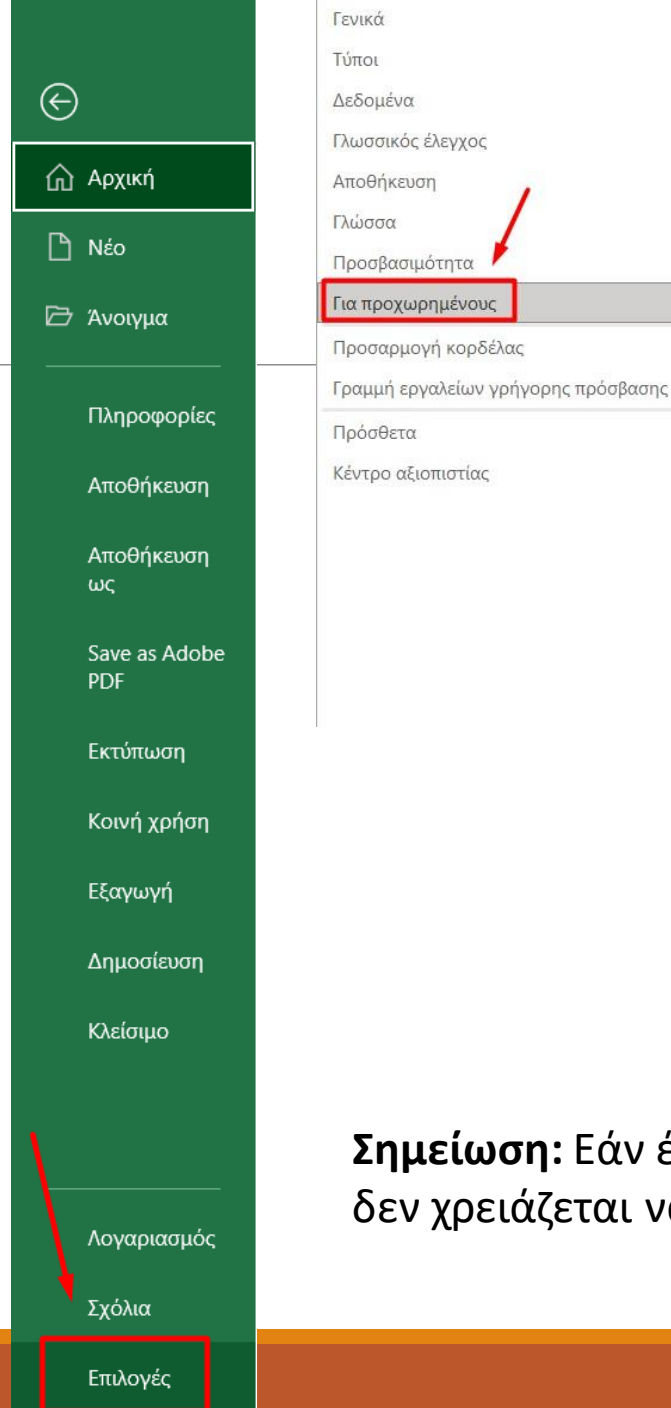 Αρχική
Νέο
Άνοιγμα
Πληροφορίες
Αποθήκευση
Αποθήκευση
ως
Save as Adobe
PDF
Εκτύπωση
Κοινή χρήση
Εξαγωγή
Δημοσίευση
Κλείσιμο
Λογαριασμός
Σχόλια
Επιλογές
Γενικά
Τύποι
Δεδομένα
Γλωσσικός έλεγχος
Αποθήκευση
Γλώσσα
Προσβασιμότητα
Για προχωρημένους
Προσαρμογή κορδέλας
Γραμμή εργαλείων γρήγορης πρόσβασης
Πρόσθετα
Κέντρο αξιοπιστίας
Σημείωση: Εάν
δεν χρειάζεται